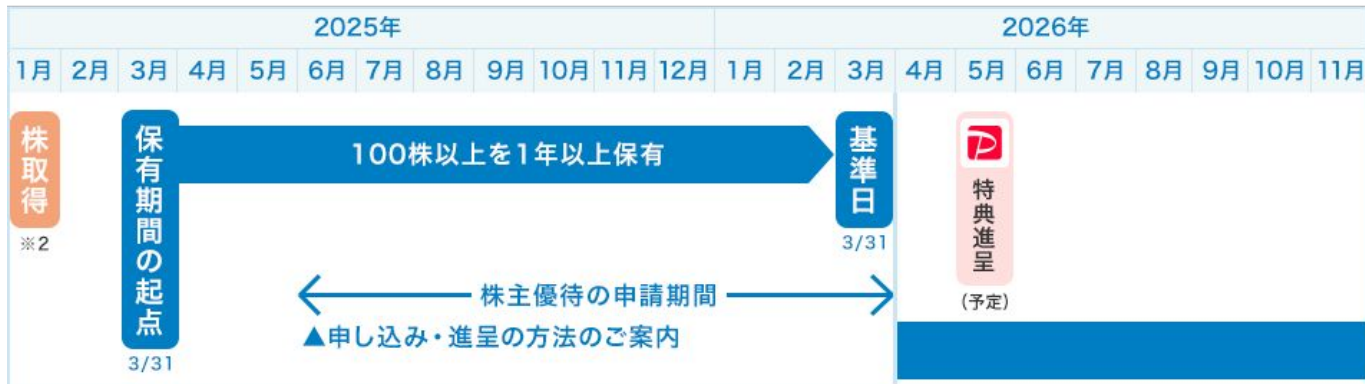 2025年 2026年
1月 2月 3月 4月 5月 6月 7月 8月 9月 10月 11月 12月 1月 2月 3月 4月 5月 6月 7月 8月 9月 10月 11月
株取得
※2
保有期間の起点
3/31
100株以上を1年以上保有
基準日
3/31
特典進呈
(予定)
株主優待の申請期間
▲申し込み・進呈の方法のご案内